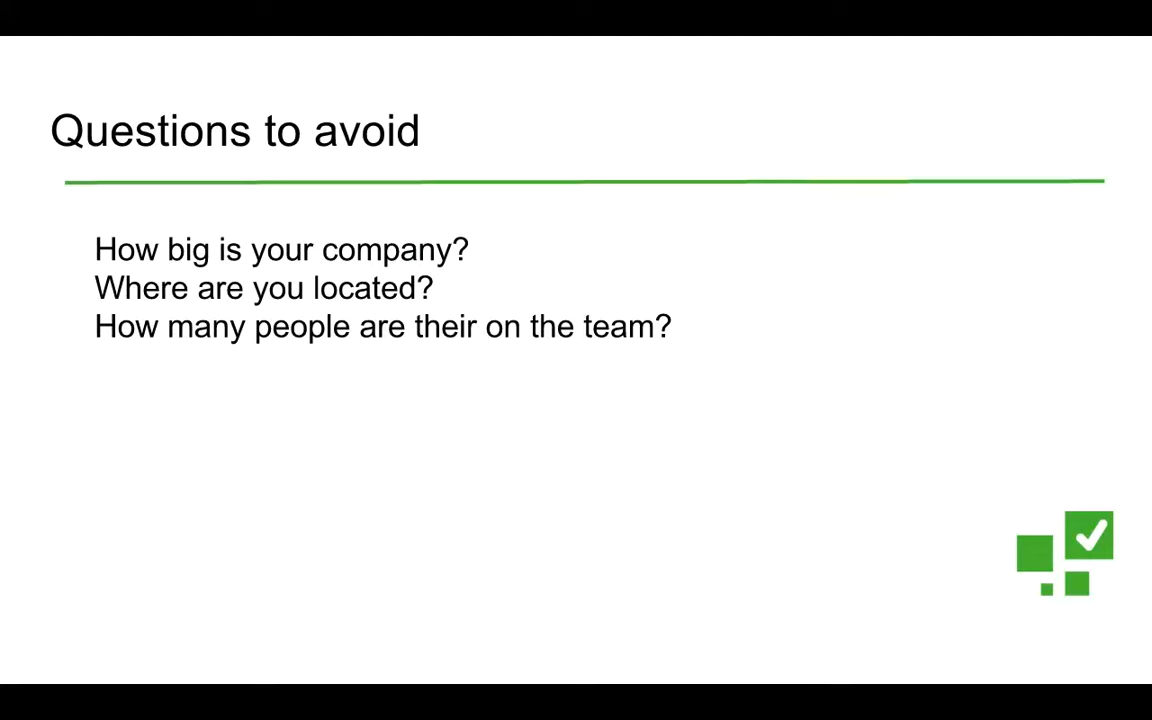 Questions to avoid
How big is your company?
Where are you located?
How many people are their on the team?